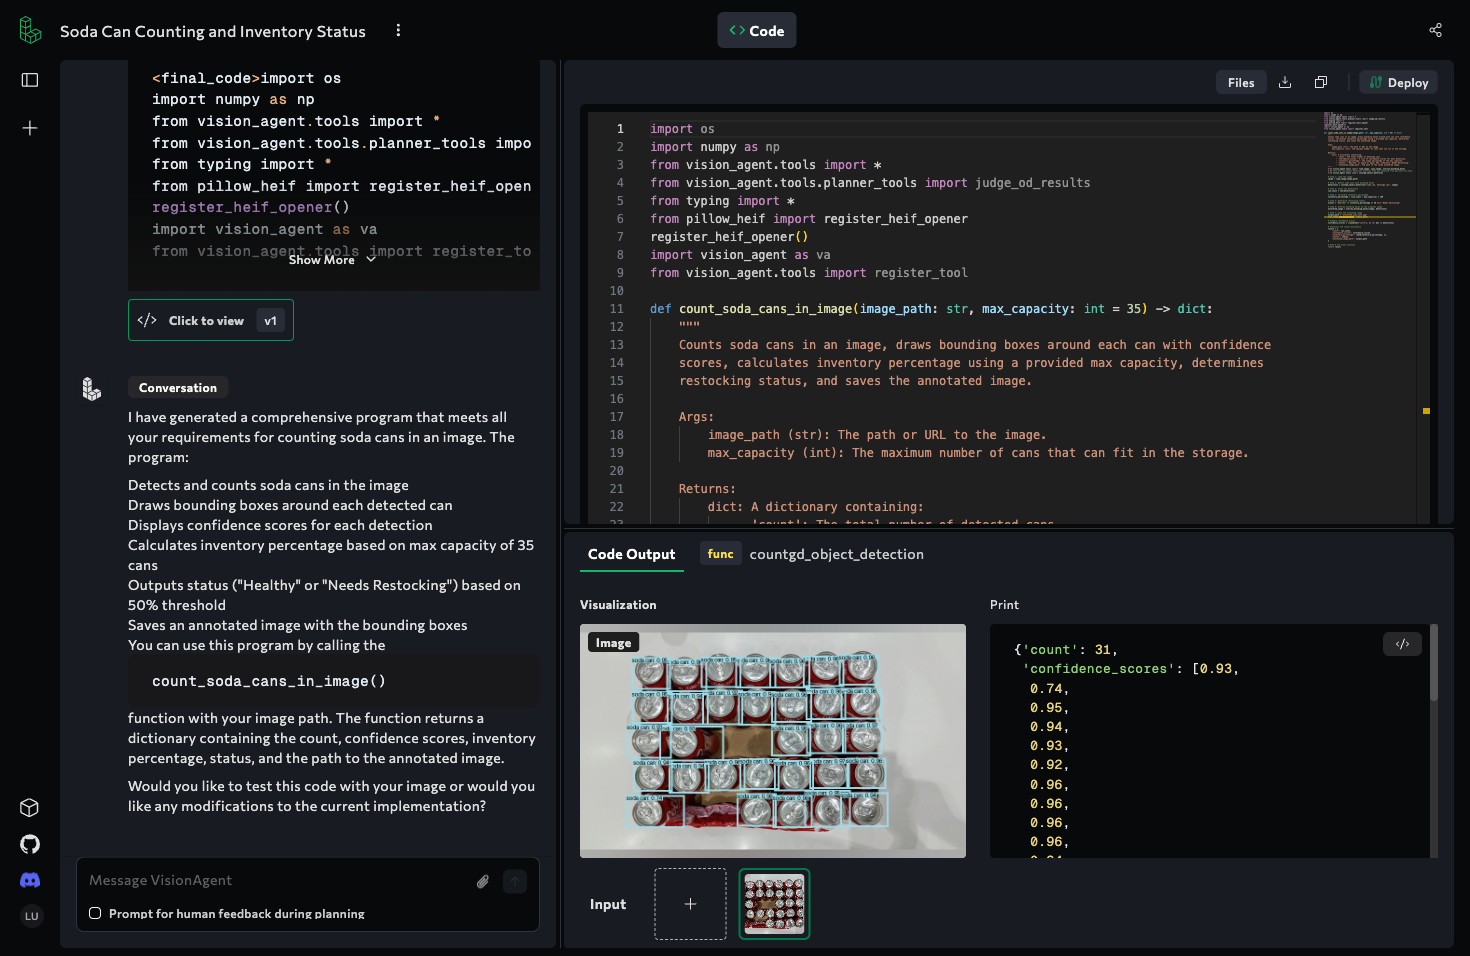 Soda Can Counting and Inventory Status
<> Code
<final_code>import os
import numpy as np
from vision_agent.tools import *
from vision_agent.tools.planner_tools impo
from typing import *
from pillow_heif import register_heif_open
register_heif_opener()
import vision_agent as va
from vision_agent.tools import register_to
Show More
</> Click to view v1
Conversation
I have generated a comprehensive program that meets all
your requirements for counting soda cans in an image. The
program:
Detects and counts soda cans in the image
Draws bounding boxes around each detected can
Displays confidence scores for each detection
Calculates inventory percentage based on max capacity of 35
cans
Outputs status ("Healthy" or "Needs Restocking") based on
50% threshold
Saves an annotated image with the bounding boxes
You can use this program by calling the
count_soda_cans_in_image()
function with your image path. The function returns a
dictionary containing the count, confidence scores, inventory
percentage, status, and the path to the annotated image.
Would you like to test this code with your image or would you
like any modifications to the current implementation?
Message VisionAgent
Prompt for human feedback during planning
LU
Files
Deploy
1 import os
2 import numpy as np
3 from vision_agent.tools import *
4 from vision_agent.tools.planner_tools import judge_od_results
5 from typing import *
6 from pillow_heif import register_heif_opener
7 register_heif_opener()
8 import vision_agent as va
9 from vision_agent.tools import register_tool
10
11 def count_soda_cans_in_image(image_path: str, max_capacity: int = 35) -> dict:
12 """
13 Counts soda cans in an image, draws bounding boxes around each can with confidence
14 scores, calculates inventory percentage using a provided max capacity, determines
15 restocking status, and saves the annotated image.
16
17 Args:
18 image_path (str): The path or URL to the image.
19 max_capacity (int): The maximum number of cans that can fit in the storage.
20
21 Returns:
22 dict: A dictionary containing:
23 'count': The total number of detected cans
Code Output
func countgd_object_detection
Visualization
Print
Image
</>
{'count': 31,
'confidence_scores': [0.93,
0.74,
0.95,
0.94,
0.93,
0.92,
0.96,
0.96,
0.96,
0.96,
Input